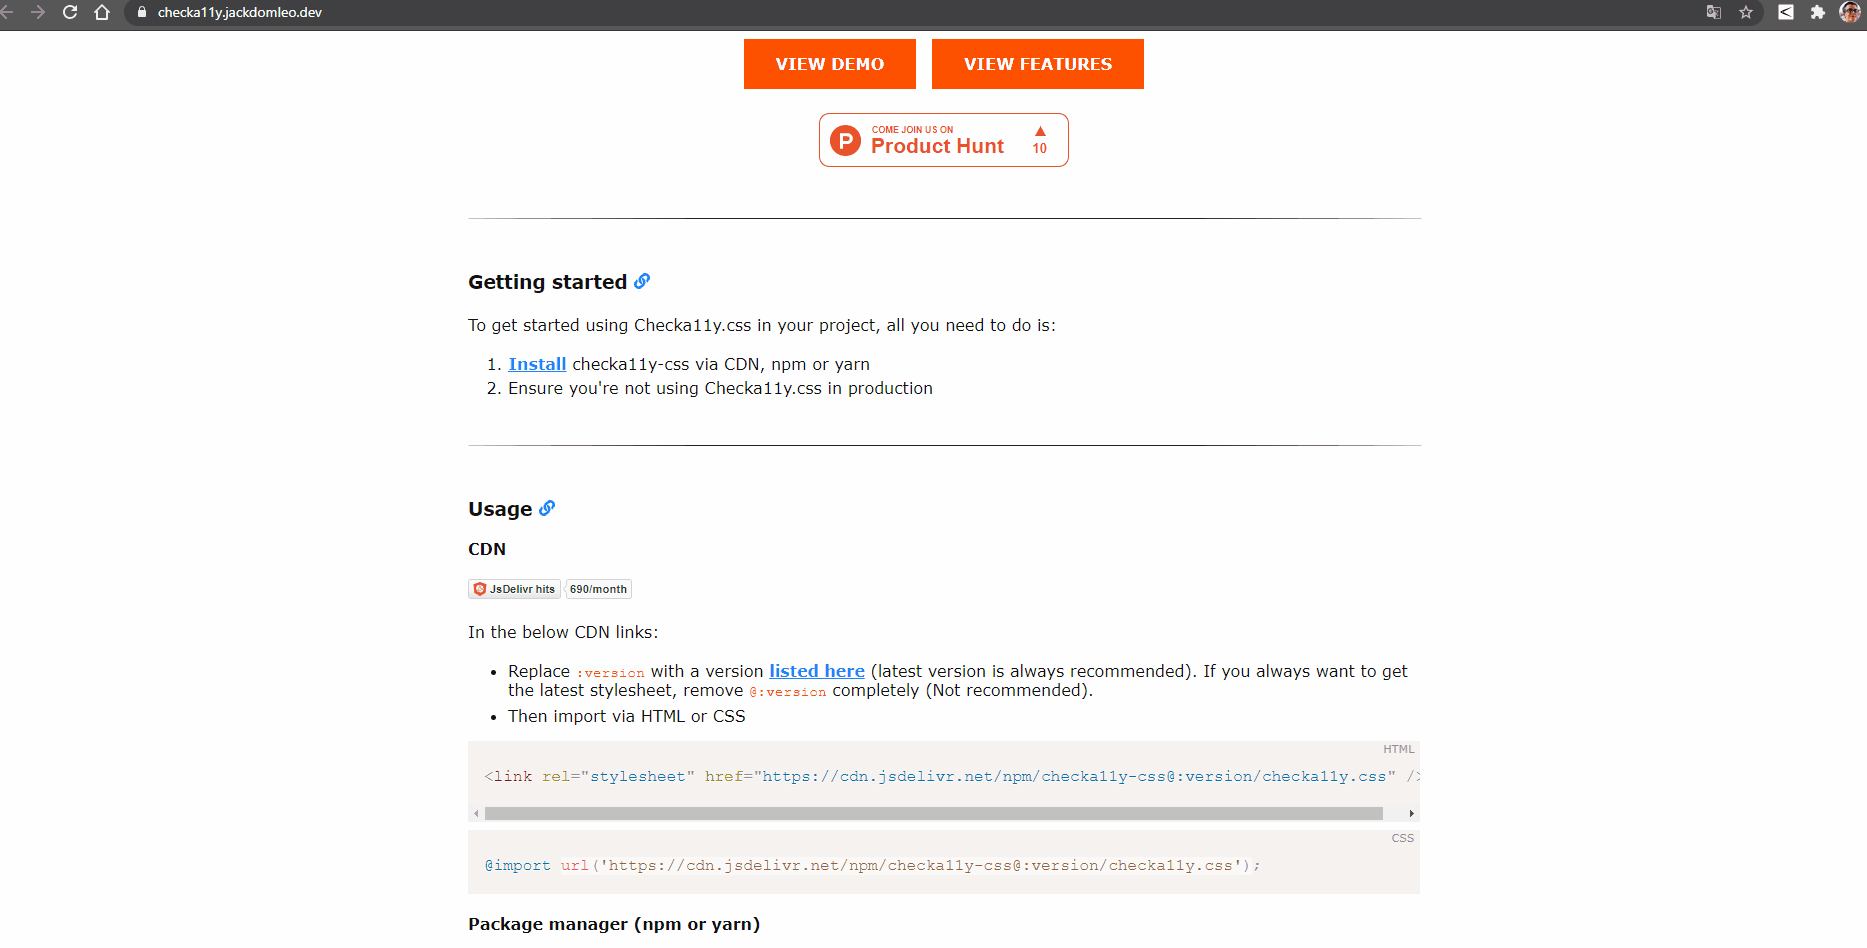 checka11y.jackdomleo.dev
VIEW DEMO
VIEW FEATURES
P
COME JOIN US ON
Product Hunt
▲
10
Getting started
To get started using Checka11y.css in your project, all you need to do is:
1. Install checka11y-css via CDN, npm or yarn
2. Ensure you're not using Checka11y.css in production
Usage
CDN
JsDelivr hits 690/month
In the below CDN links:
• Replace :version with a version listed here (latest version is always recommended). If you always want to get
the latest stylesheet, remove @:version completely (Not recommended).
• Then import via HTML or CSS
HTML
<link rel="stylesheet" href="https://cdn.jsdelivr.net/npm/checka11y-css@:version/checka11y.css" />
CSS
@import url('https://cdn.jsdelivr.net/npm/checka11y-css@:version/checka11y.css');
Package manager (npm or yarn)